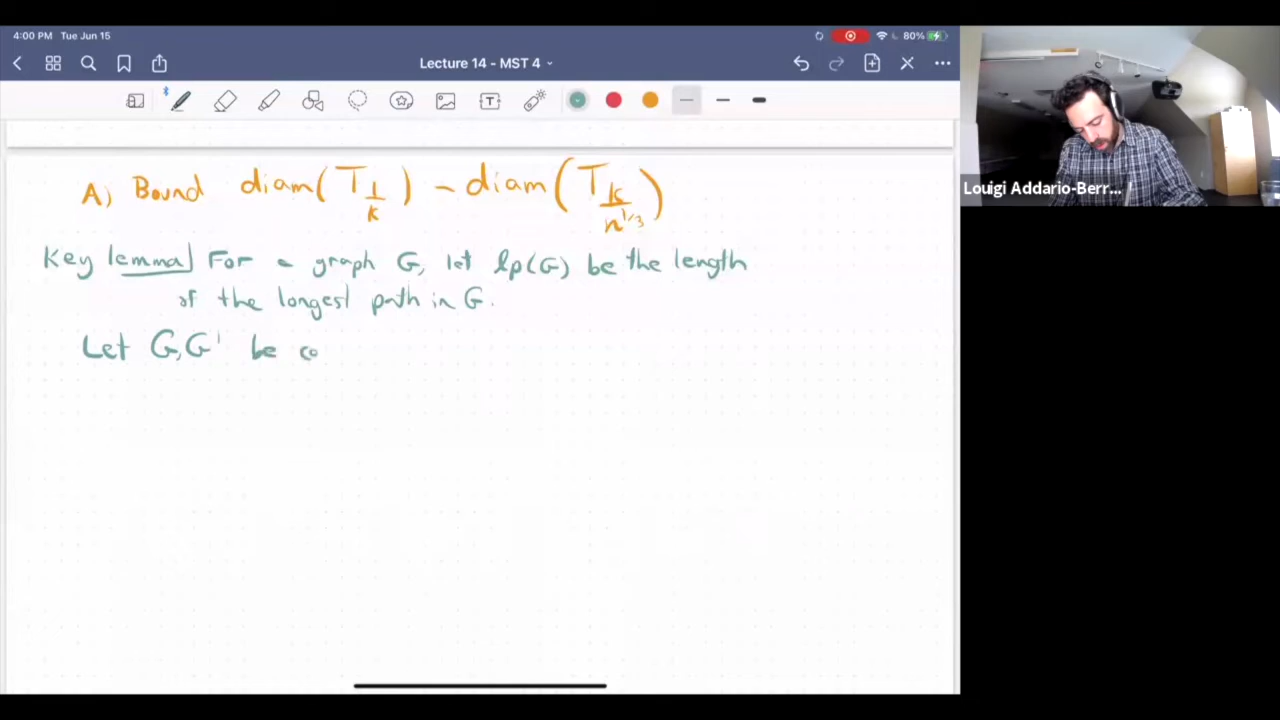 4:00 PM Tue Jun 15
80%
Lecture 14 - MST 4
T
Louigi Addario-Berr...
A) Bound diam(T_{1/k}) - diam(T_{k/n^{1/3}})
Key lemma] For a graph G, let lp(G) be the length
of the longest path in G.
Let G, G' be co